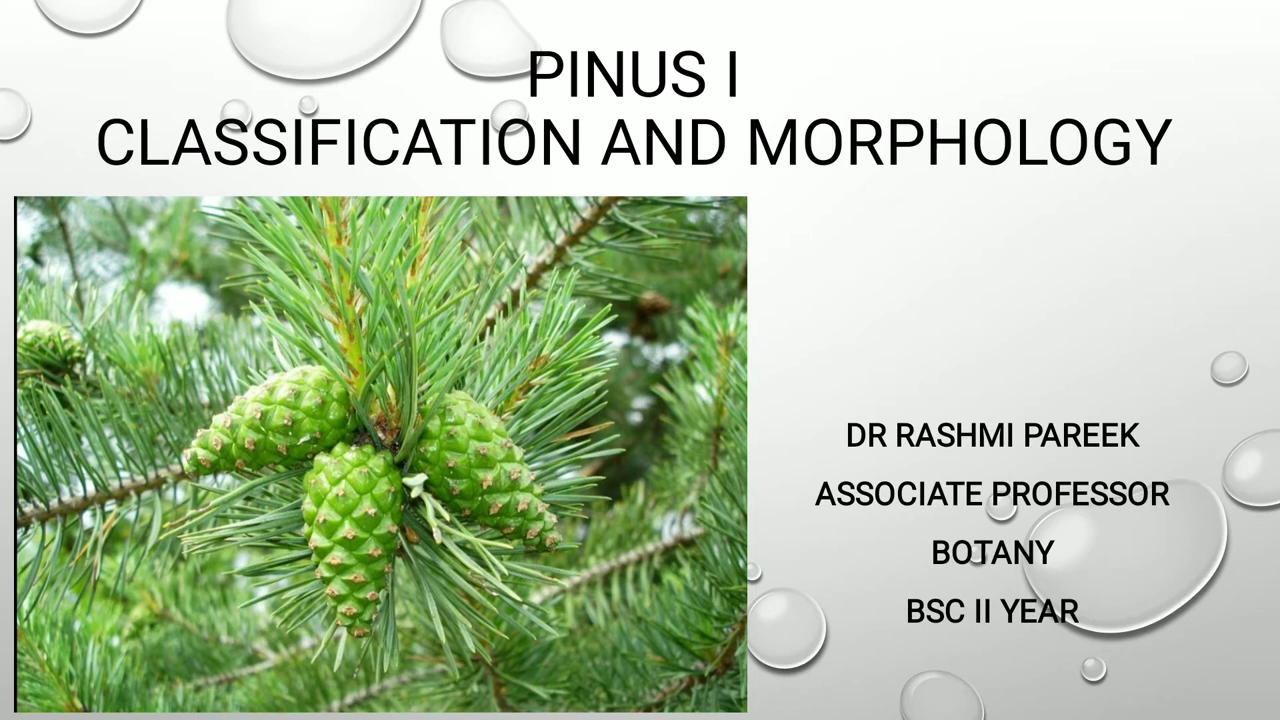 PINUS I
CLASSIFICATION AND MORPHOLOGY
DR RASHMI PAREEK
ASSOCIATE PROFESSOR
BOTANY
BSC II YEAR